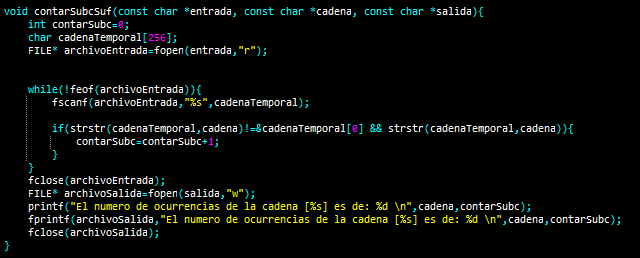 void contarSubcSuf(const char *entrada, const char *cadena, const char *salida){
int contarSubc=0;
char cadenaTemporal[256];
FILE* archivoEntrada=fopen(entrada,"r");
while(!feof(archivoEntrada)){
fscanf(archivoEntrada,"%s",cadenaTemporal);
if(strstr(cadenaTemporal,cadena)!=&cadenaTemporal[0] && strstr(cadenaTemporal,cadena)){
contarSubc=contarSubc+1;
}
}
fclose(archivoEntrada);
FILE* archivoSalida=fopen(salida,"w");
printf("El numero de ocurrencias de la cadena [%s] es de: %d \n",cadena,contarSubc);
fprintf(archivoSalida,"El numero de ocurrencias de la cadena [%s] es de: %d \n",cadena,contarSubc);
fclose(archivoSalida);
}